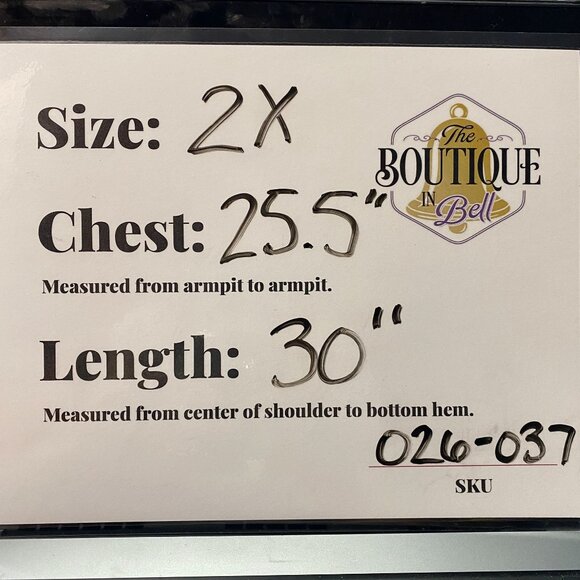 Size: 2X
The
BOUTIQUE
IN Bell
Chest: 25.5"
Measured from armpit to armpit.
Length: 30"
Measured from center of shoulder to bottom hem.
026-037
SKU